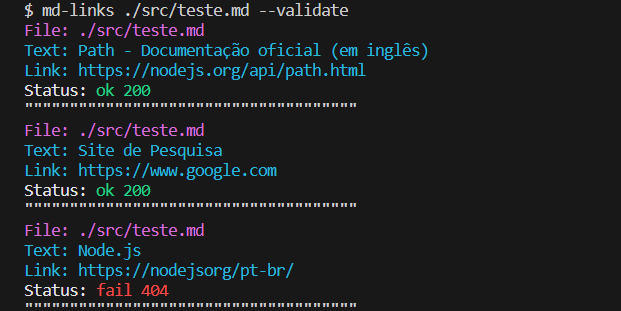 $ md-links ./src/teste.md --validate
File: ./src/teste.md
Text: Path - Documentação oficial (em inglês)
Link: https://nodejs.org/api/path.html
Status: ok 200
"""""""""""""""""""""""""""""""""""""
File: ./src/teste.md
Text: Site de Pesquisa
Link: https://www.google.com
Status: ok 200
"""""""""""""""""""""""""""""""""""""
File: ./src/teste.md
Text: Node.js
Link: https://nodejsorg/pt-br/
Status: fail 404
"""""""""""""""""""""""""""""""""""""